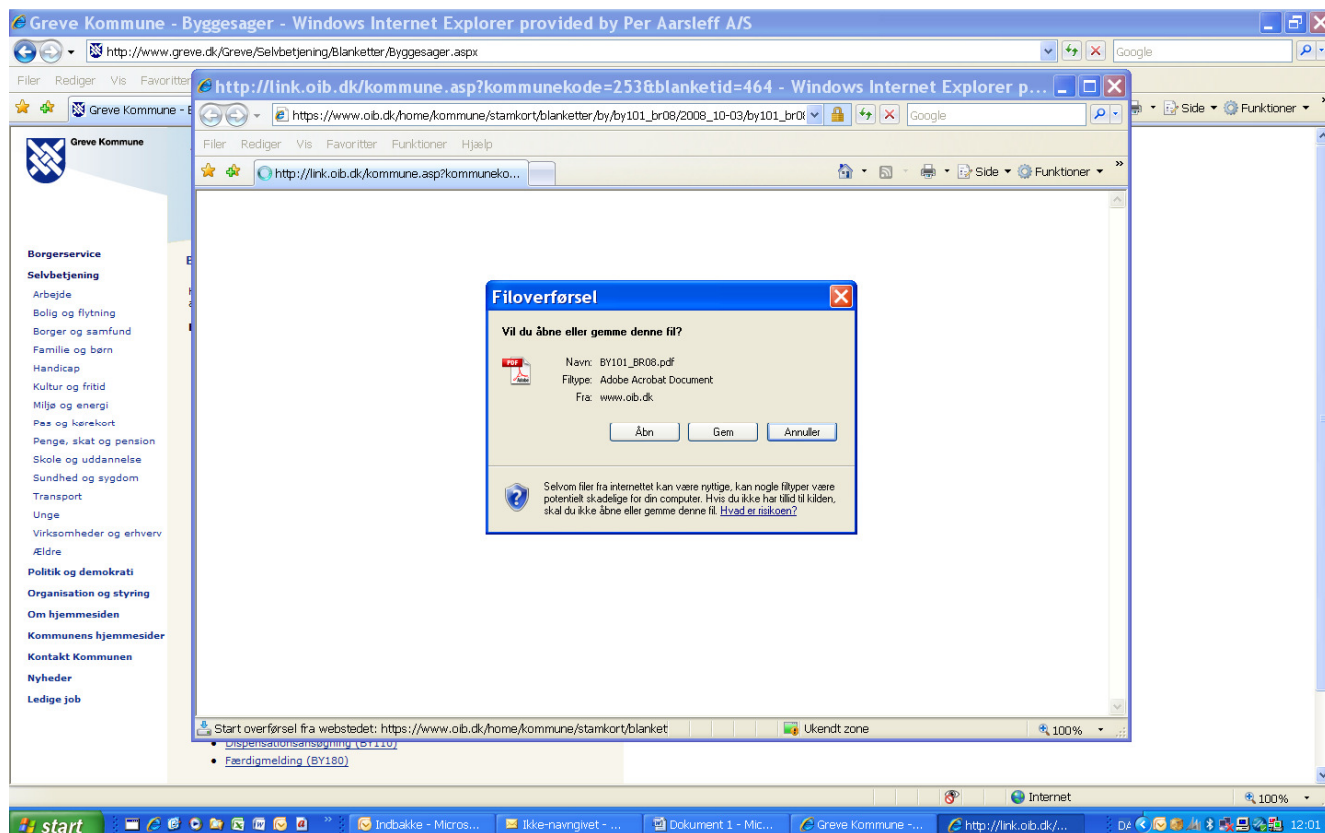 Greve Kommune - Byggesager - Windows Internet Explorer provided by Per Aarsleff A/S
http://www.greve.dk/Greve/Selvbetjening/Blanketter/Byggesager.aspx
Google
Filer Rediger Vis Favoritter
Greve Kommune -
Side Funktioner
http://link.oib.dk/kommune.asp?kommunekode=253&blanketid=464 - Windows Internet Explorer p...
https://www.oib.dk/home/kommune/stamkort/blanketter/by/by101_br08/2008_10-03/by101_br08
Google
Filer Rediger Vis Favoritter Funktioner Hjælp
http://link.oib.dk/kommune.asp?kommuneko...
Side Funktioner »
Greve Kommune
Borgerservice
Selvbetjening
Arbejde
Bolig og flytning
Borger og samfund
Familie og børn
Handicap
Kultur og fritid
Miljø og energi
Pas og kørekort
Penge, skat og pension
Skole og uddannelse
Sundhed og sygdom
Transport
Unge
Virksomheder og erhverv
Ældre
Politik og demokrati
Organisation og styring
Om hjemmesiden
Kommunens hjemmesider
Kontakt Kommunen
Nyheder
Ledige job
Filoverførsel
Vil du åbne eller gemme denne fil?
PDF
Adobe
Navn: BY101_BR08.pdf
Filtype: Adobe Acrobat Document
Fra: www.oib.dk
Åbn Gem Annuller
Selvom filer fra internettet kan være nyttige, kan nogle filtyper være
potentielt skadelige for din computer. Hvis du ikke har tillid til kilden,
skal du ikke åbne eller gemme denne fil. Hvad er risikoen?
Start overførsel fra webstedet: https://www.oib.dk/home/kommune/stamkort/blanket
Ukendt zone
100%
Dispensationsansøgning (BY110)
Færdigmelding (BY180)
Internet
100%
start
» Indbakke - Micros...
Ikke-navngivet - ...
Dokument 1 - Mic...
Greve Kommune -...
http://link.oib.dk/...
DA
12:01